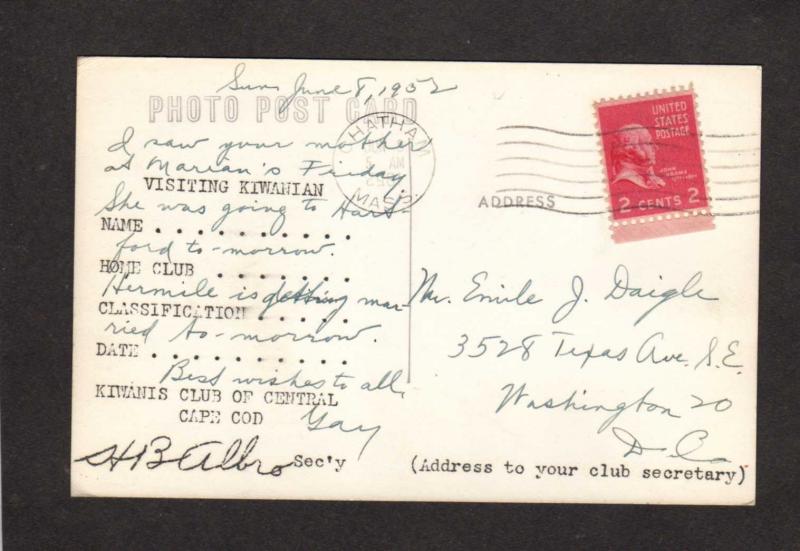 Sun. June 8, 1952
PHOTO POST CARD
I saw your mother
at Marian's Friday.
VISITING KIWANIAN
She was going to Hart
NAME . . . . . . . . . . .
ford to-morrow.
HOME CLUB . . . . . . . .
Hermile is getting mar-
CLASSIFICATION . . . . .
ried to-morrow.
DATE . . . . . . . . . . .
Best wishes to all,
KIWANIS CLUB OF CENTRAL
CAPE COD
Gay
HB Albro Sec'y
CHATHAM
AM
MASS
ADDRESS
UNITED
STATES
POSTAGE
JOHN
ADAMS
2 CENTS 2
Mr. Emile J. Daigle
3528 Texas Ave. S.E.
Washington 20
D.C.
(Address to your club secretary)